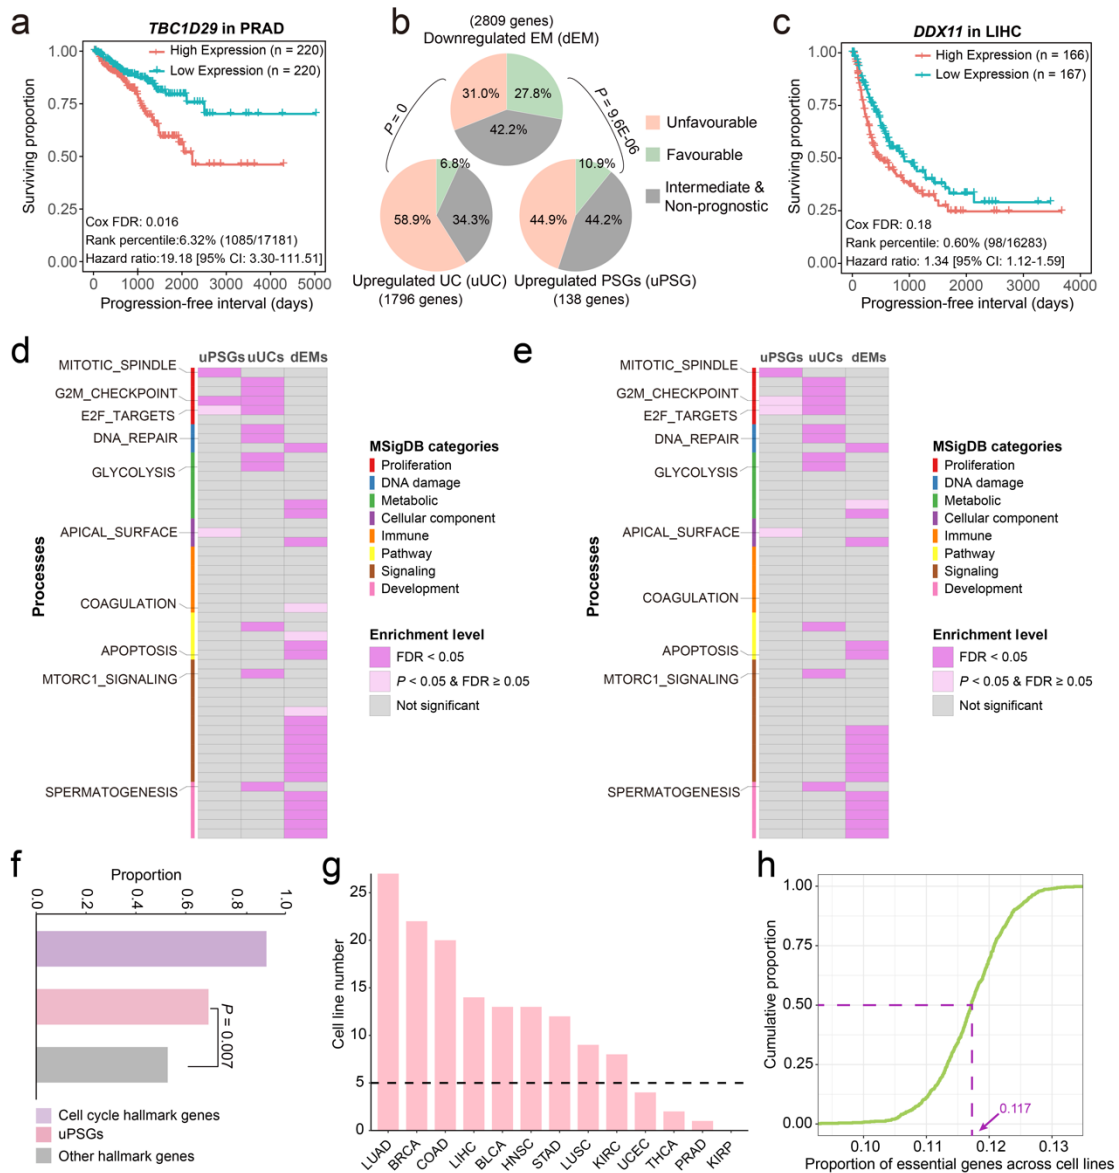 a
TBC1D29 in PRAD
High Expression (n = 220)
Low Expression (n = 220)
1.00
0.75
0.50
0.25
0.00
Surviving proportion
Cox FDR: 0.016
Rank percentile:6.32% (1085/17181)
Hazard ratio:19.18 [95% CI: 3.30-111.51]
0 1000 2000 3000 4000 5000
Progression-free interval (days)
b
(2809 genes)
Downregulated EM (dEM)
31.0%
27.8%
42.2%
P = 0
P = 9.6E-06
6.8%
58.9%
34.3%
10.9%
44.9%
44.2%
Upregulated UC (uUC)
(1796 genes)
Upregulated PSGs (uPSG)
(138 genes)
Unfavourable
Favourable
Intermediate &
Non-prognostic
c
DDX11 in LIHC
High Expression (n = 166)
Low Expression (n = 167)
1.00
0.75
0.50
0.25
0.00
Surviving proportion
Cox FDR: 0.18
Rank percentile: 0.60% (98/16283)
Hazard ratio: 1.34 [95% CI: 1.12-1.59]
0 1000 2000 3000 4000
Progression-free interval (days)
d
uPSGs uUCs dEMs
MITOTIC_SPINDLE
G2M_CHECKPOINT
E2F_TARGETS
DNA_REPAIR
GLYCOLYSIS
APICAL_SURFACE
COAGULATION
APOPTOSIS
MTORC1_SIGNALING
SPERMATOGENESIS
Processes
MSigDB categories
Proliferation
DNA damage
Metabolic
Cellular component
Immune
Pathway
Signaling
Development
Enrichment level
FDR < 0.05
P < 0.05 & FDR ≥ 0.05
Not significant
e
uPSGs uUCs dEMs
MITOTIC_SPINDLE
G2M_CHECKPOINT
E2F_TARGETS
DNA_REPAIR
GLYCOLYSIS
APICAL_SURFACE
COAGULATION
APOPTOSIS
MTORC1_SIGNALING
SPERMATOGENESIS
Processes
MSigDB categories
Proliferation
DNA damage
Metabolic
Cellular component
Immune
Pathway
Signaling
Development
Enrichment level
FDR < 0.05
P < 0.05 & FDR ≥ 0.05
Not significant
f
Proportion
0.0 0.2 0.4 0.6 0.8 1.0
P = 0.007
Cell cycle hallmark genes
uPSGs
Other hallmark genes
g
Cell line number
25
20
15
10
5
0
LUAD BRCA COAD LIHC BLCA HNSC STAD LUSC KIRC UCEC THCA PRAD KIRP
h
Cumulative proportion
1.00
0.75
0.50
0.25
0.00
0.117
0.10 0.11 0.12 0.13
Proportion of essential genes across cell lines